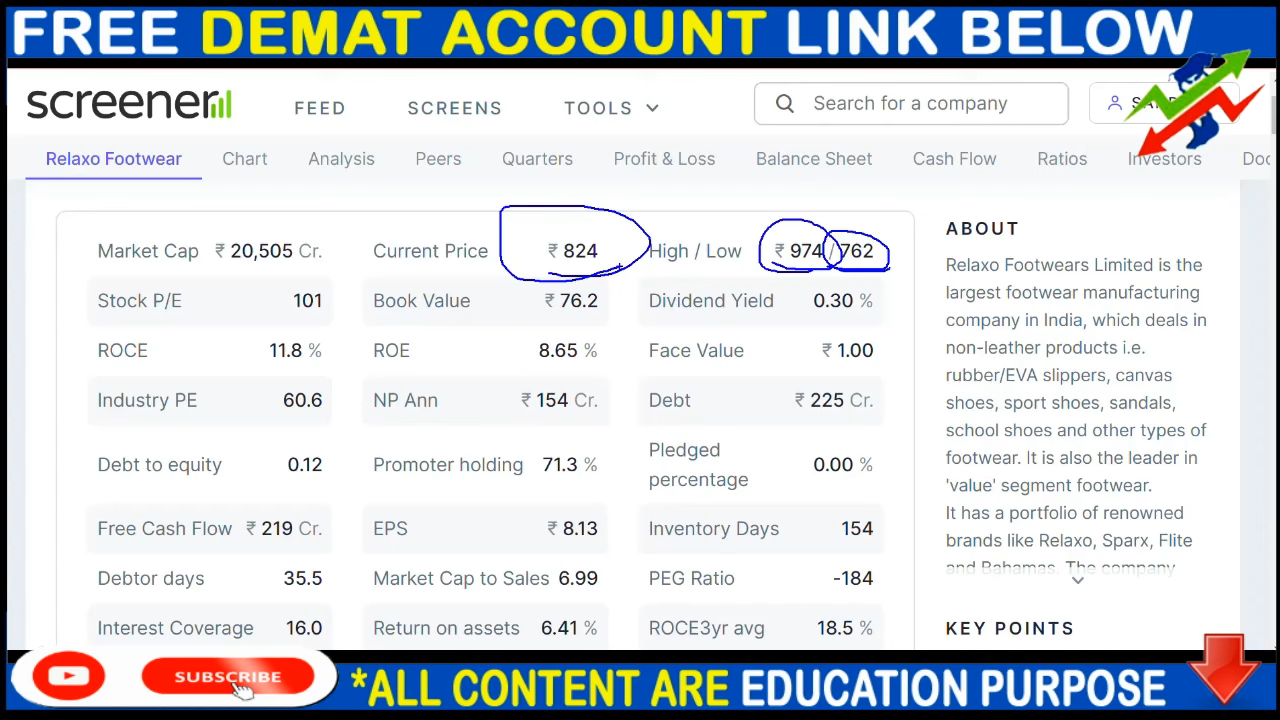 FREE DEMAT ACCOUNT LINK BELOW
screener
FEED SCREENS TOOLS
Search for a company
Relaxo Footwear Chart Analysis Peers Quarters Profit & Loss Balance Sheet Cash Flow Ratios Investors
Market Cap ₹ 20,505 Cr. Current Price ₹ 824 High / Low ₹ 974 / 762
Stock P/E 101 Book Value ₹ 76.2 Dividend Yield 0.30 %
ROCE 11.8 % ROE 8.65 % Face Value ₹ 1.00
Industry PE 60.6 NP Ann ₹ 154 Cr. Debt ₹ 225 Cr.
Debt to equity 0.12 Promoter holding 71.3 % Pledged percentage 0.00 %
Free Cash Flow ₹ 219 Cr. EPS ₹ 8.13 Inventory Days 154
Debtor days 35.5 Market Cap to Sales 6.99 PEG Ratio -184
Interest Coverage 16.0 Return on assets 6.41 % ROCE3yr avg 18.5 %
ABOUT
Relaxo Footwears Limited is the
largest footwear manufacturing
company in India, which deals in
non-leather products i.e.
rubber/EVA slippers, canvas
shoes, sport shoes, sandals,
school shoes and other types of
footwear. It is also the leader in
'value' segment footwear.
It has a portfolio of renowned
brands like Relaxo, Sparx, Flite
and Bahamas. The company
KEY POINTS
SUBSCRIBE
*ALL CONTENT ARE EDUCATION PURPOSE